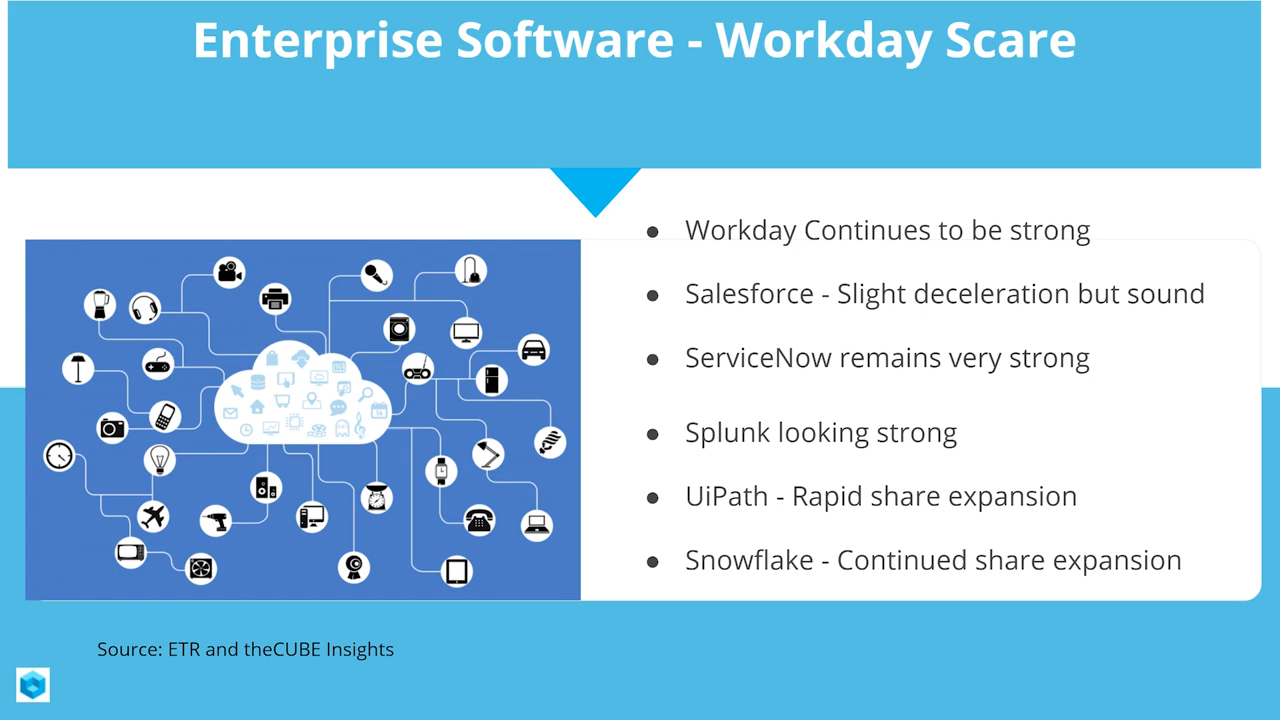 Enterprise Software - Workday Scare
● Workday Continues to be strong
● Salesforce - Slight deceleration but sound
● ServiceNow remains very strong
● Splunk looking strong
● UiPath - Rapid share expansion
● Snowflake - Continued share expansion
Source: ETR and theCUBE Insights